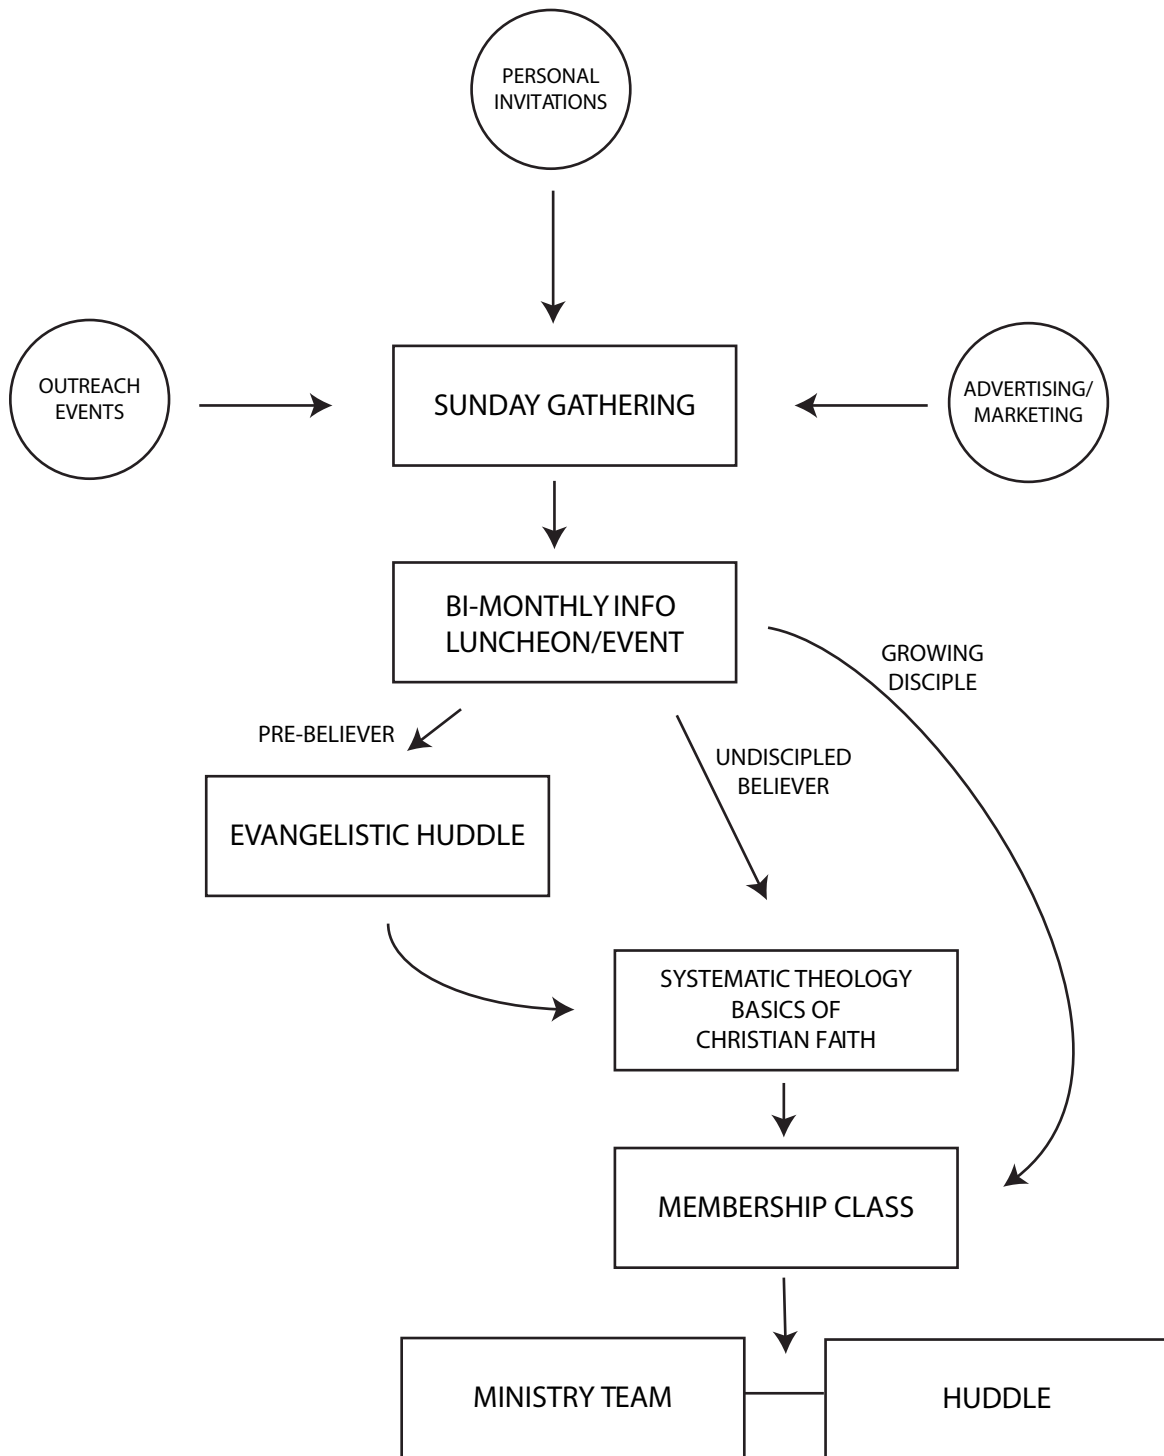 PERSONAL
INVITATIONS
OUTREACH
EVENTS
SUNDAY GATHERING
ADVERTISING/
MARKETING
BI-MONTHLY INFO
LUNCHEON/EVENT
GROWING
DISCIPLE
PRE-BELIEVER
UNDISCIPLED
BELIEVER
EVANGELISTIC HUDDLE
SYSTEMATIC THEOLOGY
BASICS OF
CHRISTIAN FAITH
MEMBERSHIP CLASS
MINISTRY TEAM
HUDDLE